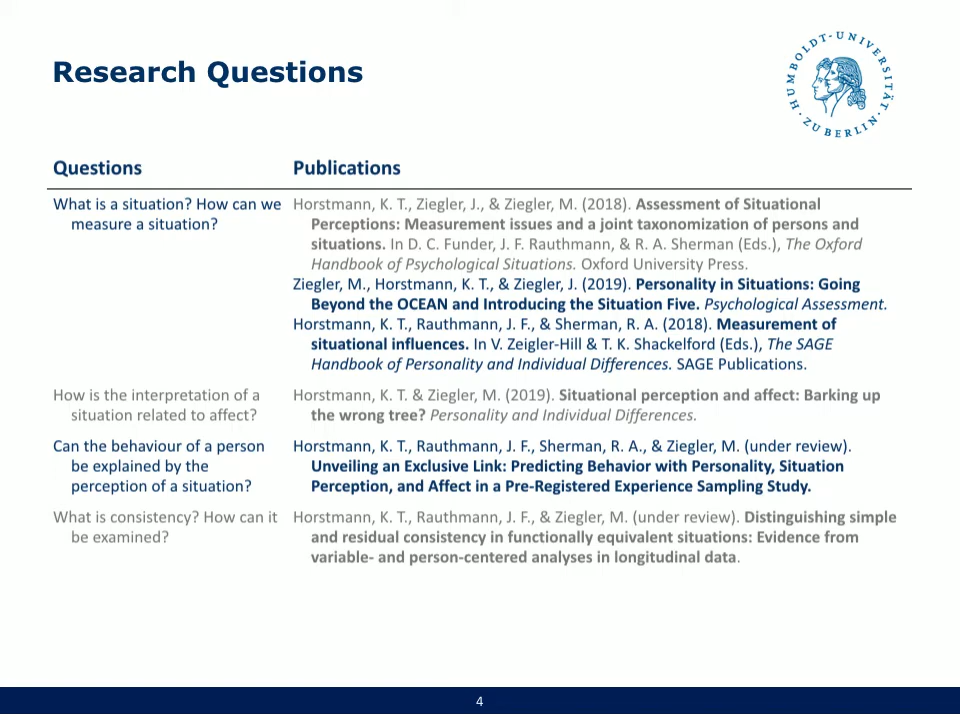 Research Questions
HUMBOLDT-UNIVERSITÄT · ZU BERLIN ·
Questions Publications
What is a situation? How can we measure a situation?
Horstmann, K. T., Ziegler, J., & Ziegler, M. (2018). Assessment of Situational
Perceptions: Measurement issues and a joint taxonomization of persons and
situations. In D. C. Funder, J. F. Rauthmann, & R. A. Sherman (Eds.), The Oxford
Handbook of Psychological Situations. Oxford University Press.
Ziegler, M., Horstmann, K. T., & Ziegler, J. (2019). Personality in Situations: Going
Beyond the OCEAN and Introducing the Situation Five. Psychological Assessment.
Horstmann, K. T., Rauthmann, J. F., & Sherman, R. A. (2018). Measurement of
situational influences. In V. Zeigler-Hill & T. K. Shackelford (Eds.), The SAGE
Handbook of Personality and Individual Differences. SAGE Publications.
How is the interpretation of a
situation related to affect?
Horstmann, K. T. & Ziegler, M. (2019). Situational perception and affect: Barking up
the wrong tree? Personality and Individual Differences.
Can the behaviour of a person
be explained by the
perception of a situation?
Horstmann, K. T., Rauthmann, J. F., Sherman, R. A., & Ziegler, M. (under review).
Unveiling an Exclusive Link: Predicting Behavior with Personality, Situation
Perception, and Affect in a Pre-Registered Experience Sampling Study.
What is consistency? How can it
be examined?
Horstmann, K. T., Rauthmann, J. F., & Ziegler, M. (under review). Distinguishing simple
and residual consistency in functionally equivalent situations: Evidence from
variable- and person-centered analyses in longitudinal data.
4